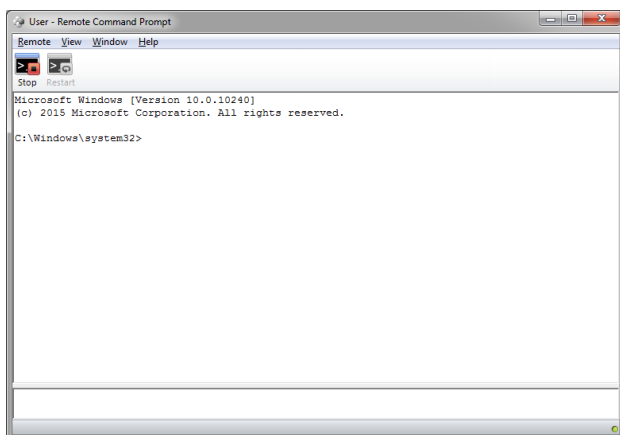 User - Remote Command Prompt
Remote View Window Help
Stop Restart
Microsoft Windows [Version 10.0.10240]
(c) 2015 Microsoft Corporation. All rights reserved.
C:\Windows\system32>